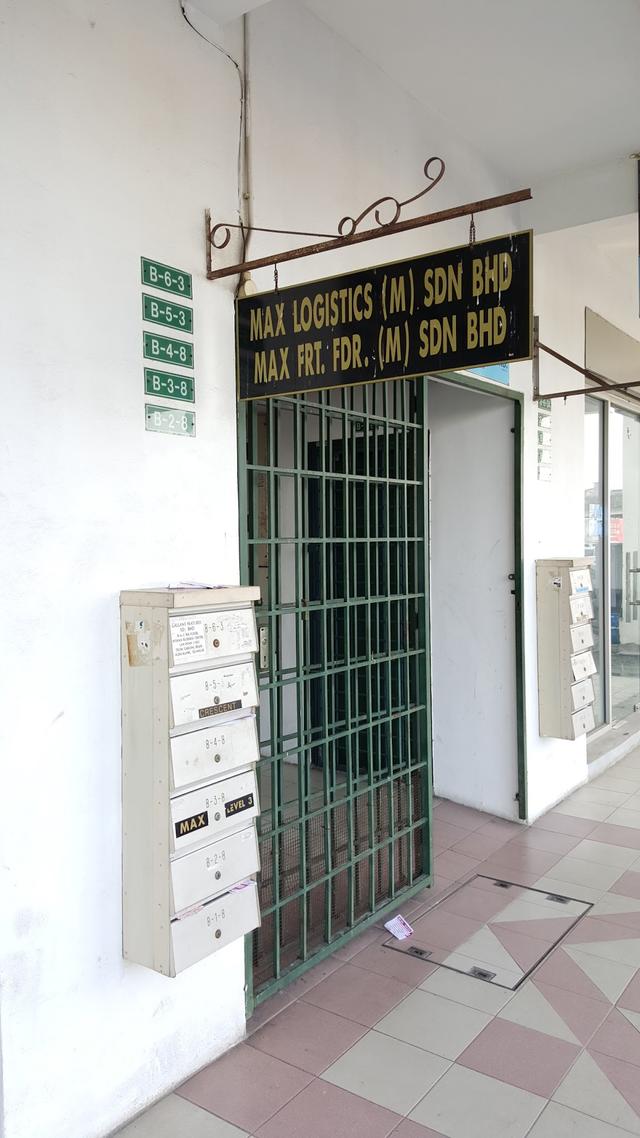 MAX LOGISTICS (M) SDN BHD
MAX FRT. FDR. (M) SDN BHD
B-6-3
B-5-3
B-4-8
B-3-8
B-2-8
B-6-3
B-5-
CRESCENT
B-4-8
B-3-8
MAX LEVEL 3
B-2-8
B-1-8